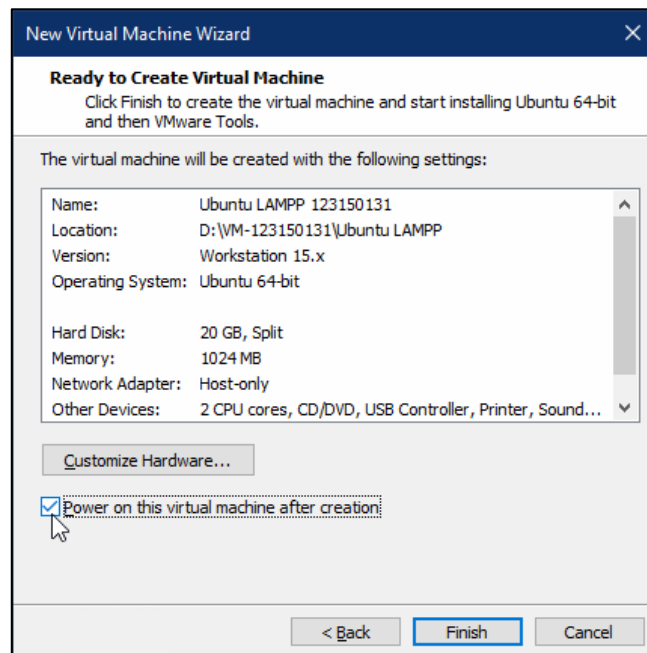 New Virtual Machine Wizard
Ready to Create Virtual Machine
Click Finish to create the virtual machine and start installing Ubuntu 64-bit
and then VMware Tools.
The virtual machine will be created with the following settings:
Name: Ubuntu LAMPP 123150131
Location: D:\VM-123150131\Ubuntu LAMPP
Version: Workstation 15.x
Operating System: Ubuntu 64-bit
Hard Disk: 20 GB, Split
Memory: 1024 MB
Network Adapter: Host-only
Other Devices: 2 CPU cores, CD/DVD, USB Controller, Printer, Sound...
Customize Hardware...
Power on this virtual machine after creation
< Back Finish Cancel